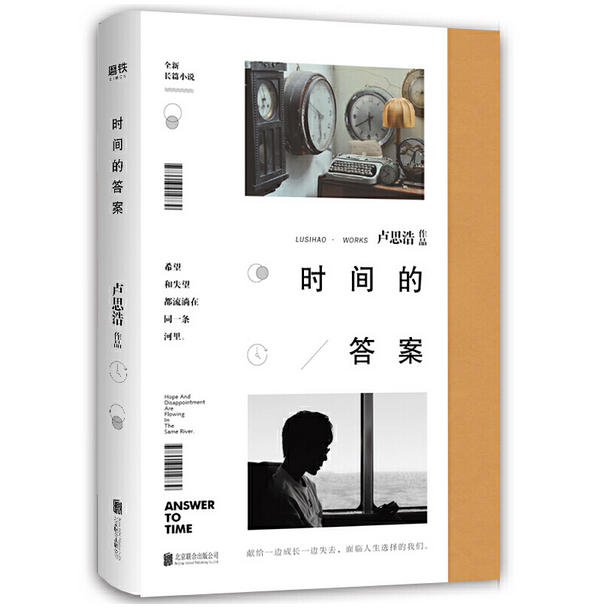 磨铁
时间的答案
卢思浩
作品
全新
长篇小说
LUSIHAO · WORKS
卢思浩
作品
时间的
答案
希望
和失望
都流淌在
同一条
河里。
Hope And
Disappointment
Are
Flowing
In
The
Same River.
ANSWER
TO
TIME
北京联合出版公司
献给一边成长一边失去，面临人生选择的我们。